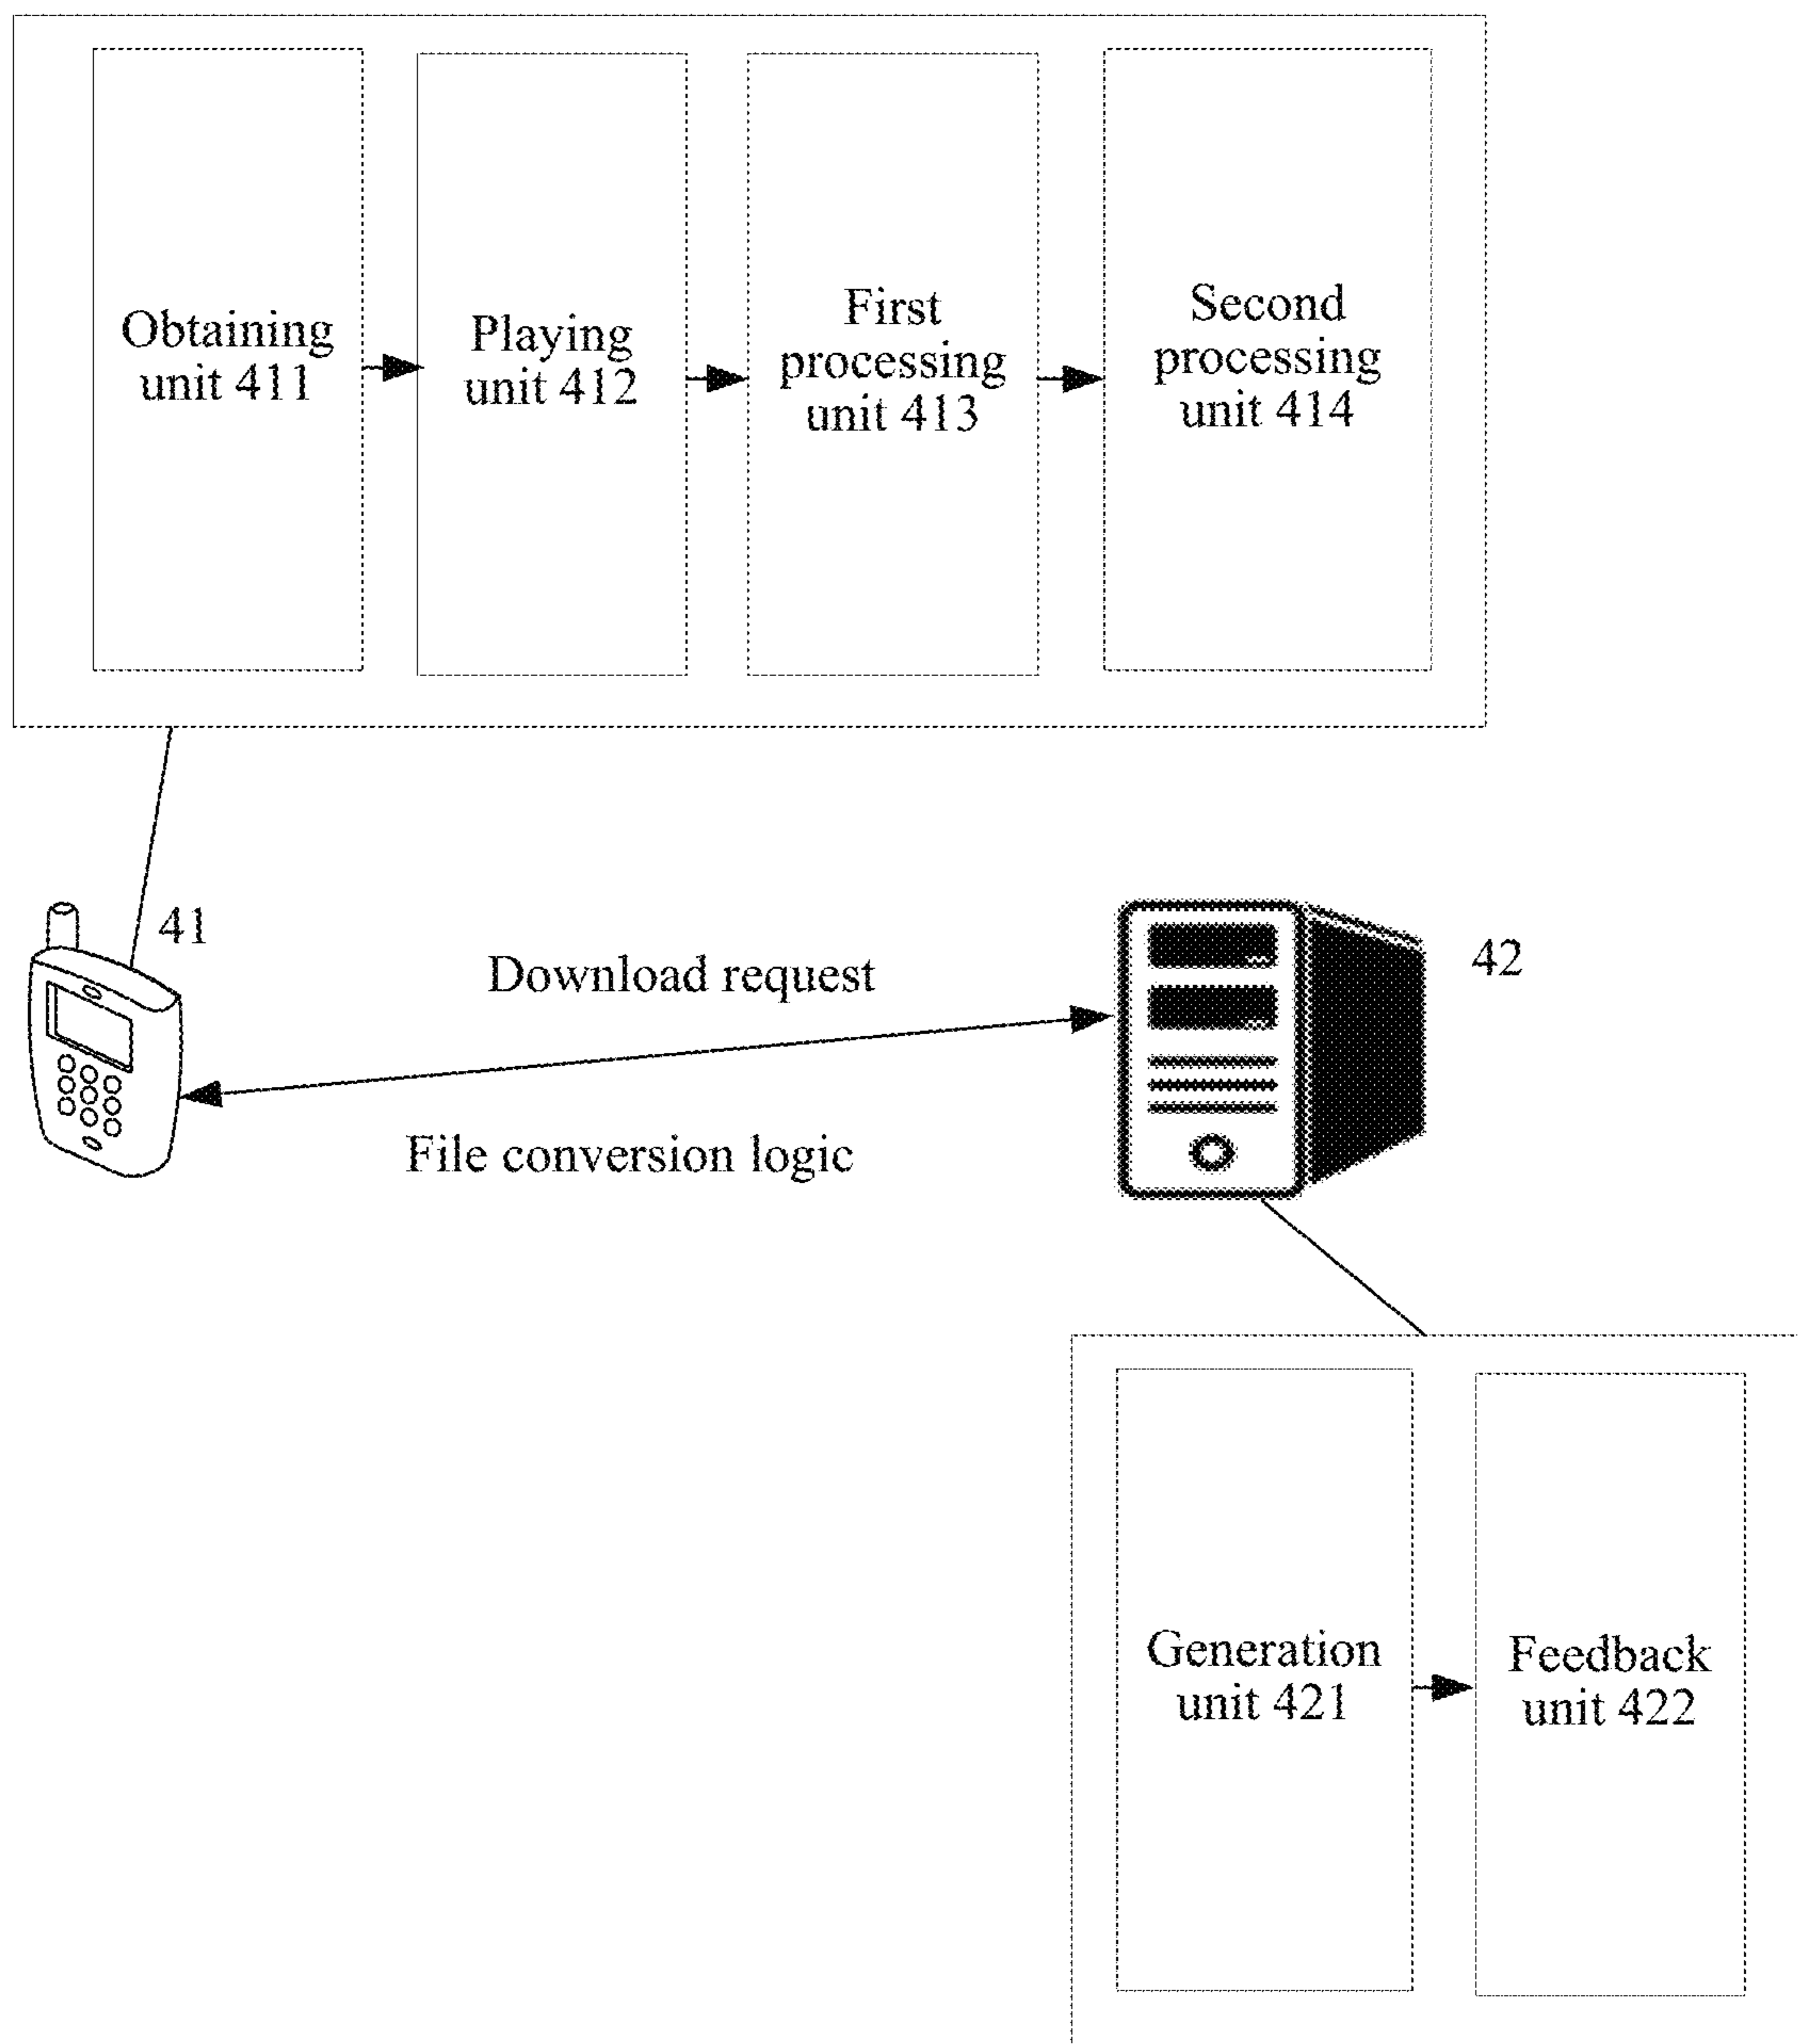 Obtaining
unit 411
Playing
unit 412
First
processing
unit 413
Second
processing
unit 414
41
Download request
42
File conversion logic
Generation
unit 421
Feedback
unit 422